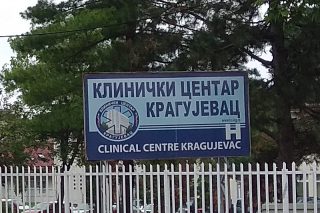 КЛИНИЧКИ ЦЕНТАР
КРАГУЈЕВАЦ
H
CLINICAL CENTRE KRAGUJEVAC